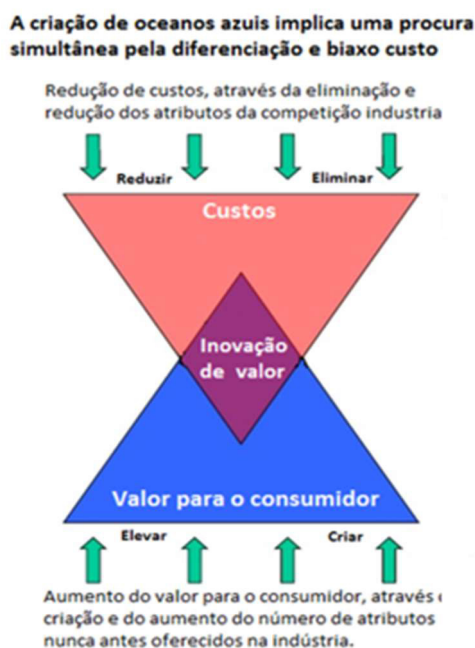 A criação de oceanos azuis implica uma procura
simultânea pela diferenciação e biaxo custo
Redução de custos, através da eliminação e
redução dos atributos da competição industria
Reduzir
Eliminar
Custos
Inovação
de valor
Valor para o consumidor
Elevar
Criar
Aumento do valor para o consumidor, através
criação e do aumento do número de atributos
nunca antes oferecidos na indústria.